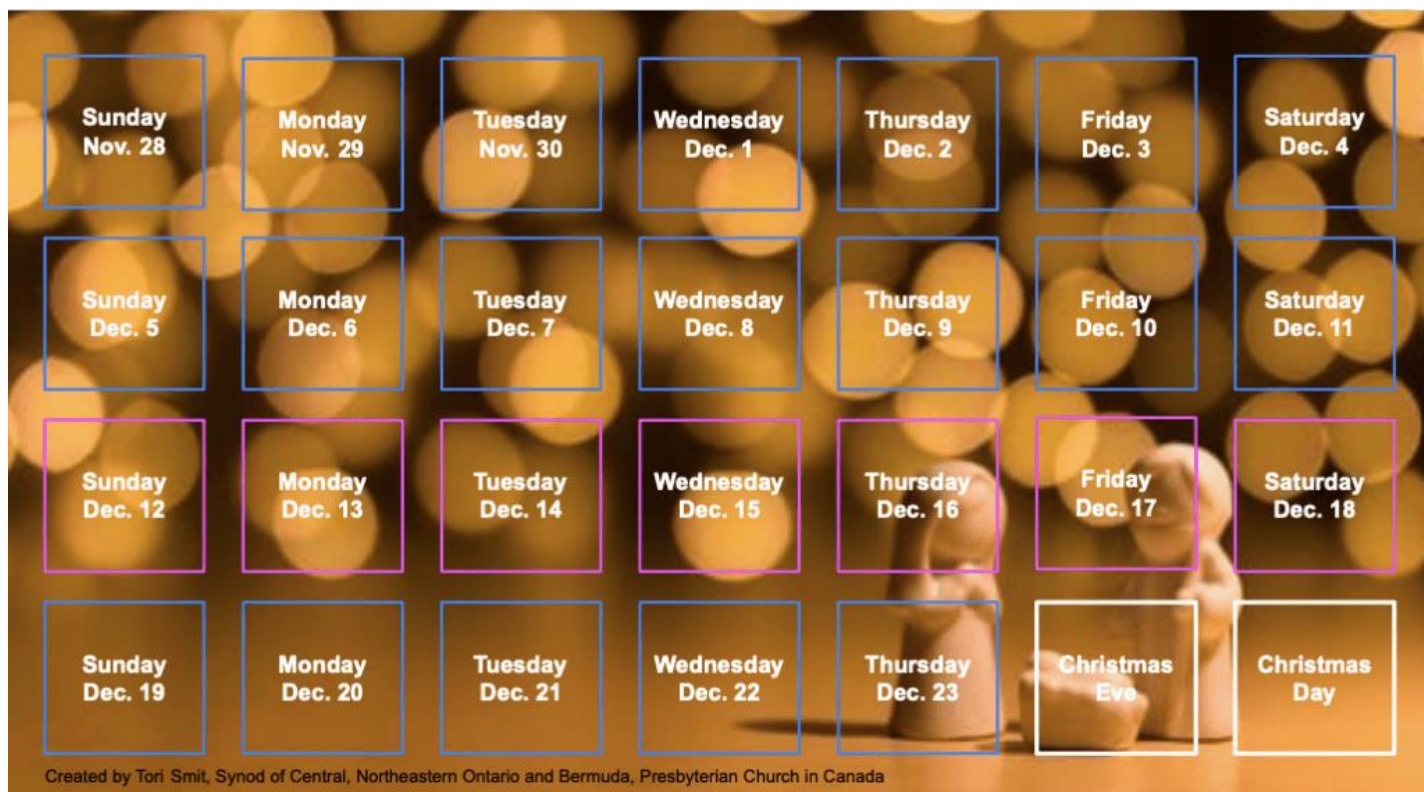 Sunday
Nov. 28
Monday
Nov. 29
Tuesday
Nov. 30
Wednesday
Dec. 1
Thursday
Dec. 2
Friday
Dec. 3
Saturday
Dec. 4
Sunday
Dec. 5
Monday
Dec. 6
Tuesday
Dec. 7
Wednesday
Dec. 8
Thursday
Dec. 9
Friday
Dec. 10
Saturday
Dec. 11
Sunday
Dec. 12
Monday
Dec. 13
Tuesday
Dec. 14
Wednesday
Dec. 15
Thursday
Dec. 16
Friday
Dec. 17
Saturday
Dec. 18
Sunday
Dec. 19
Monday
Dec. 20
Tuesday
Dec. 21
Wednesday
Dec. 22
Thursday
Dec. 23
Christmas
Eve
Christmas
Day
Created by Tori Smit, Synod of Central, Northeastern Ontario and Bermuda, Presbyterian Church in Canada